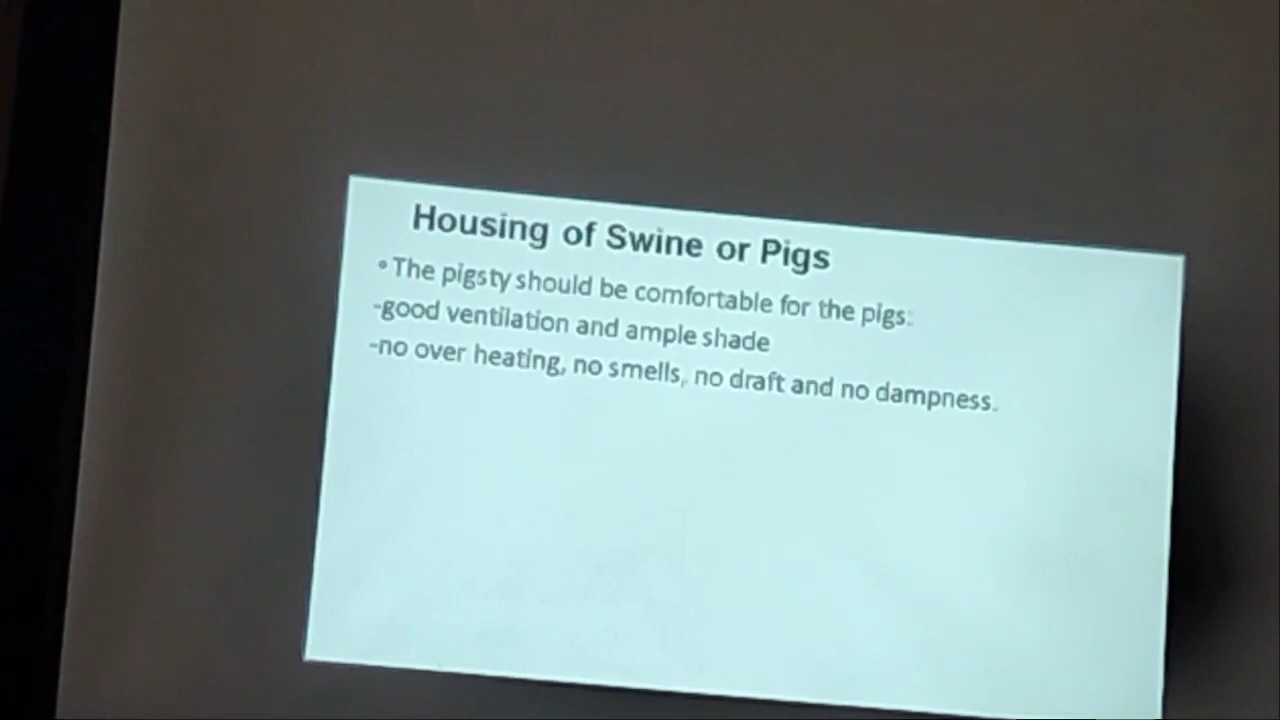 Housing of Swine or Pigs
• The pigsty should be comfortable for the pigs:
-good ventilation and ample shade
-no over heating, no smells, no draft and no dampness.